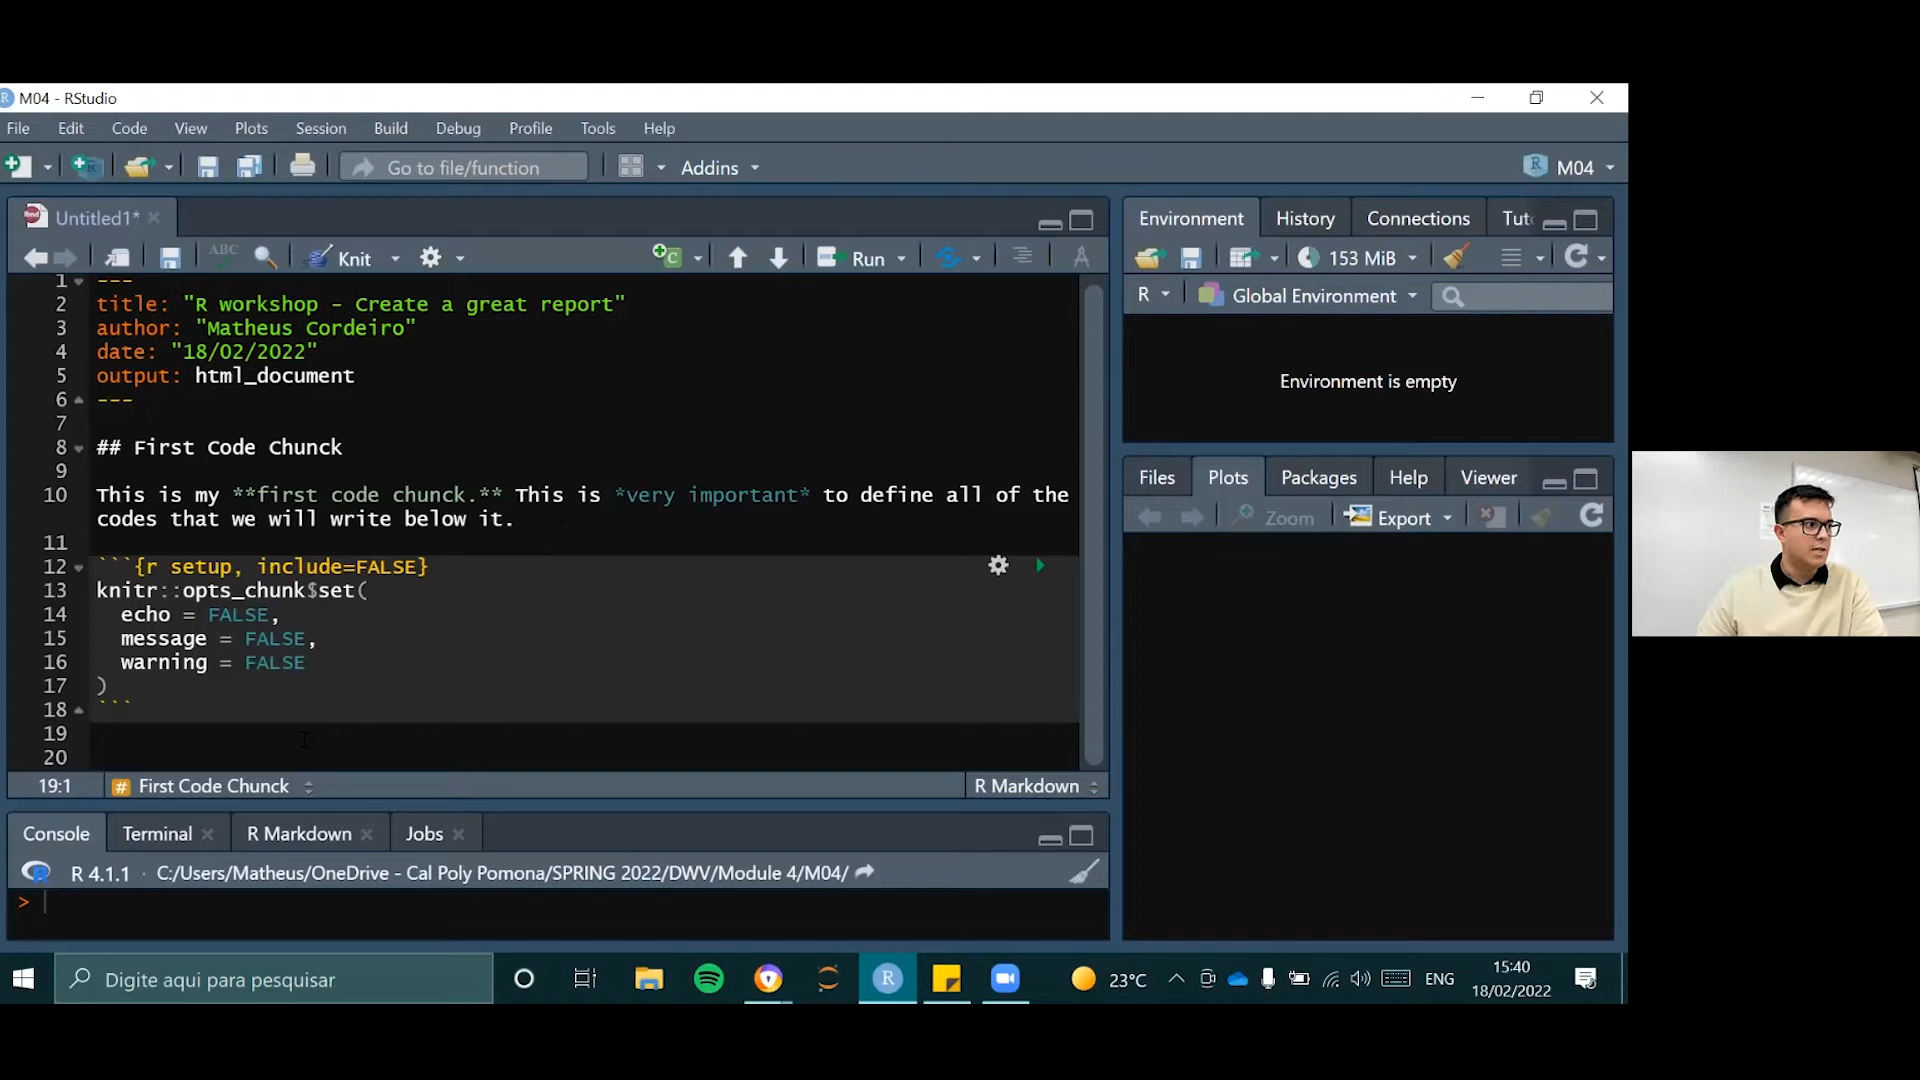 M04 - RStudio
File Edit Code View Plots Session Build Debug Profile Tools Help
Go to file/function
Addins
M04
Untitled1*
Knit
Run
1 ---
2 title: "R workshop - Create a great report"
3 author: "Matheus Cordeiro"
4 date: "18/02/2022"
5 output: html_document
6 ---
7
8 ## First Code Chunck
9
10 This is my **first code chunck.** This is *very important* to define all of the
codes that we will write below it.
11
12 ```{r setup, include=FALSE}
13 knitr::opts_chunk$set(
14 echo = FALSE,
15 message = FALSE,
16 warning = FALSE
17 )
18 ```
19
20
19:1 # First Code Chunck
R Markdown
Console Terminal R Markdown Jobs
R 4.1.1 · C:/Users/Matheus/OneDrive - Cal Poly Pomona/SPRING 2022/DWV/Module 4/M04/
>
Environment History Connections Tuto
153 MiB
R Global Environment
Environment is empty
Files Plots Packages Help Viewer
Zoom Export
Digite aqui para pesquisar
23°C
ENG
15:40
18/02/2022